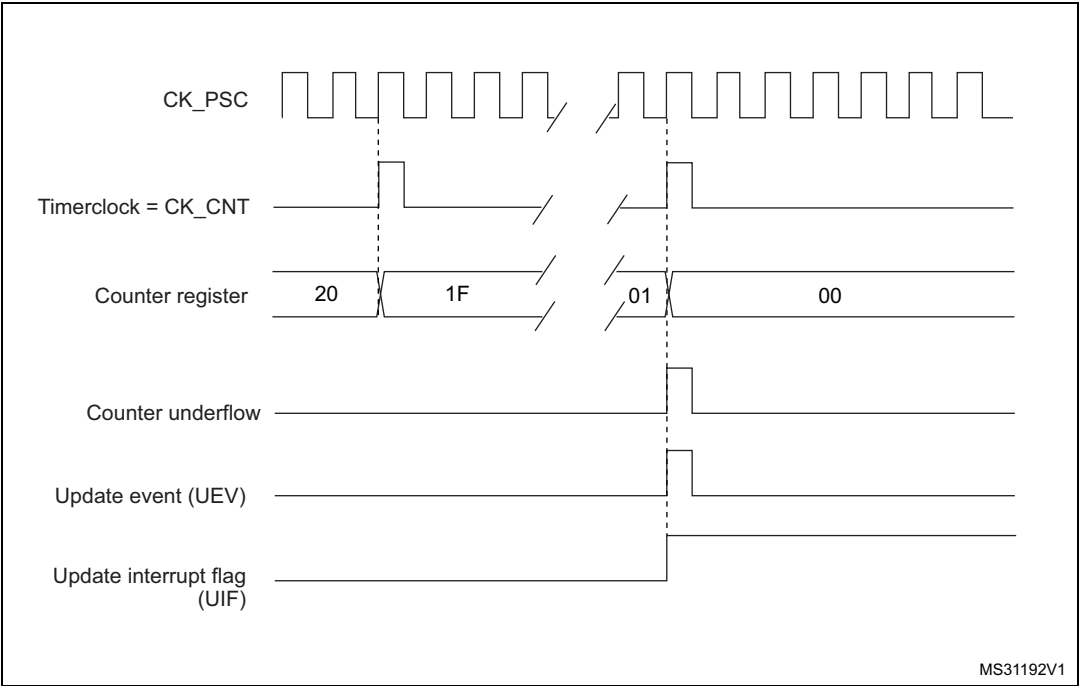 CK_PSC
Timerclock = CK_CNT
Counter register
20
1F
01
00
Counter underflow
Update event (UEV)
Update interrupt flag
(UIF)
MS31192V1